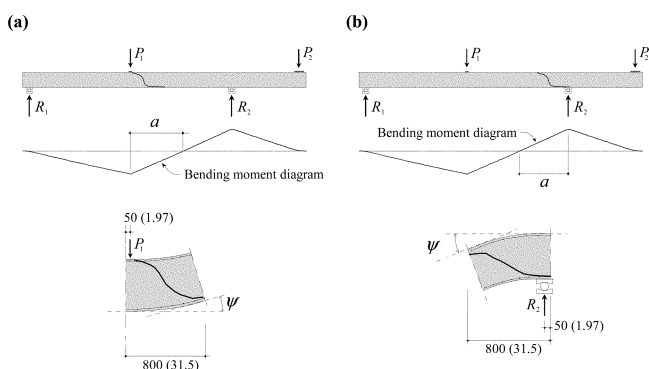 (a)
(b)
P1
P2
P1
P2
R1
R2
R1
R2
a
Bending moment diagram
Bending moment diagram
a
50 (1.97)
P1
ψ
800 (31.5)
ψ
R2
50 (1.97)
800 (31.5)